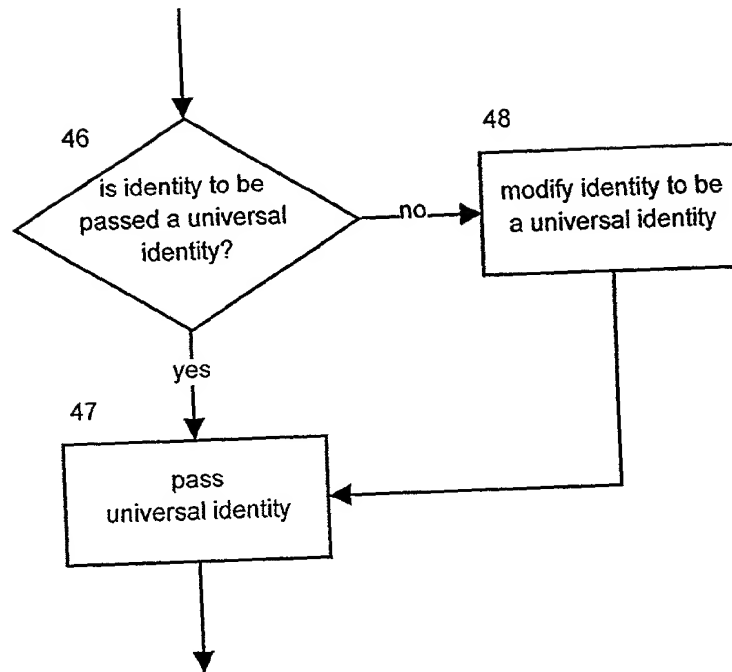 46
is identity to be
passed a universal
identity?
no
48
modify identity to be
a universal identity
yes
47
pass
universal identity